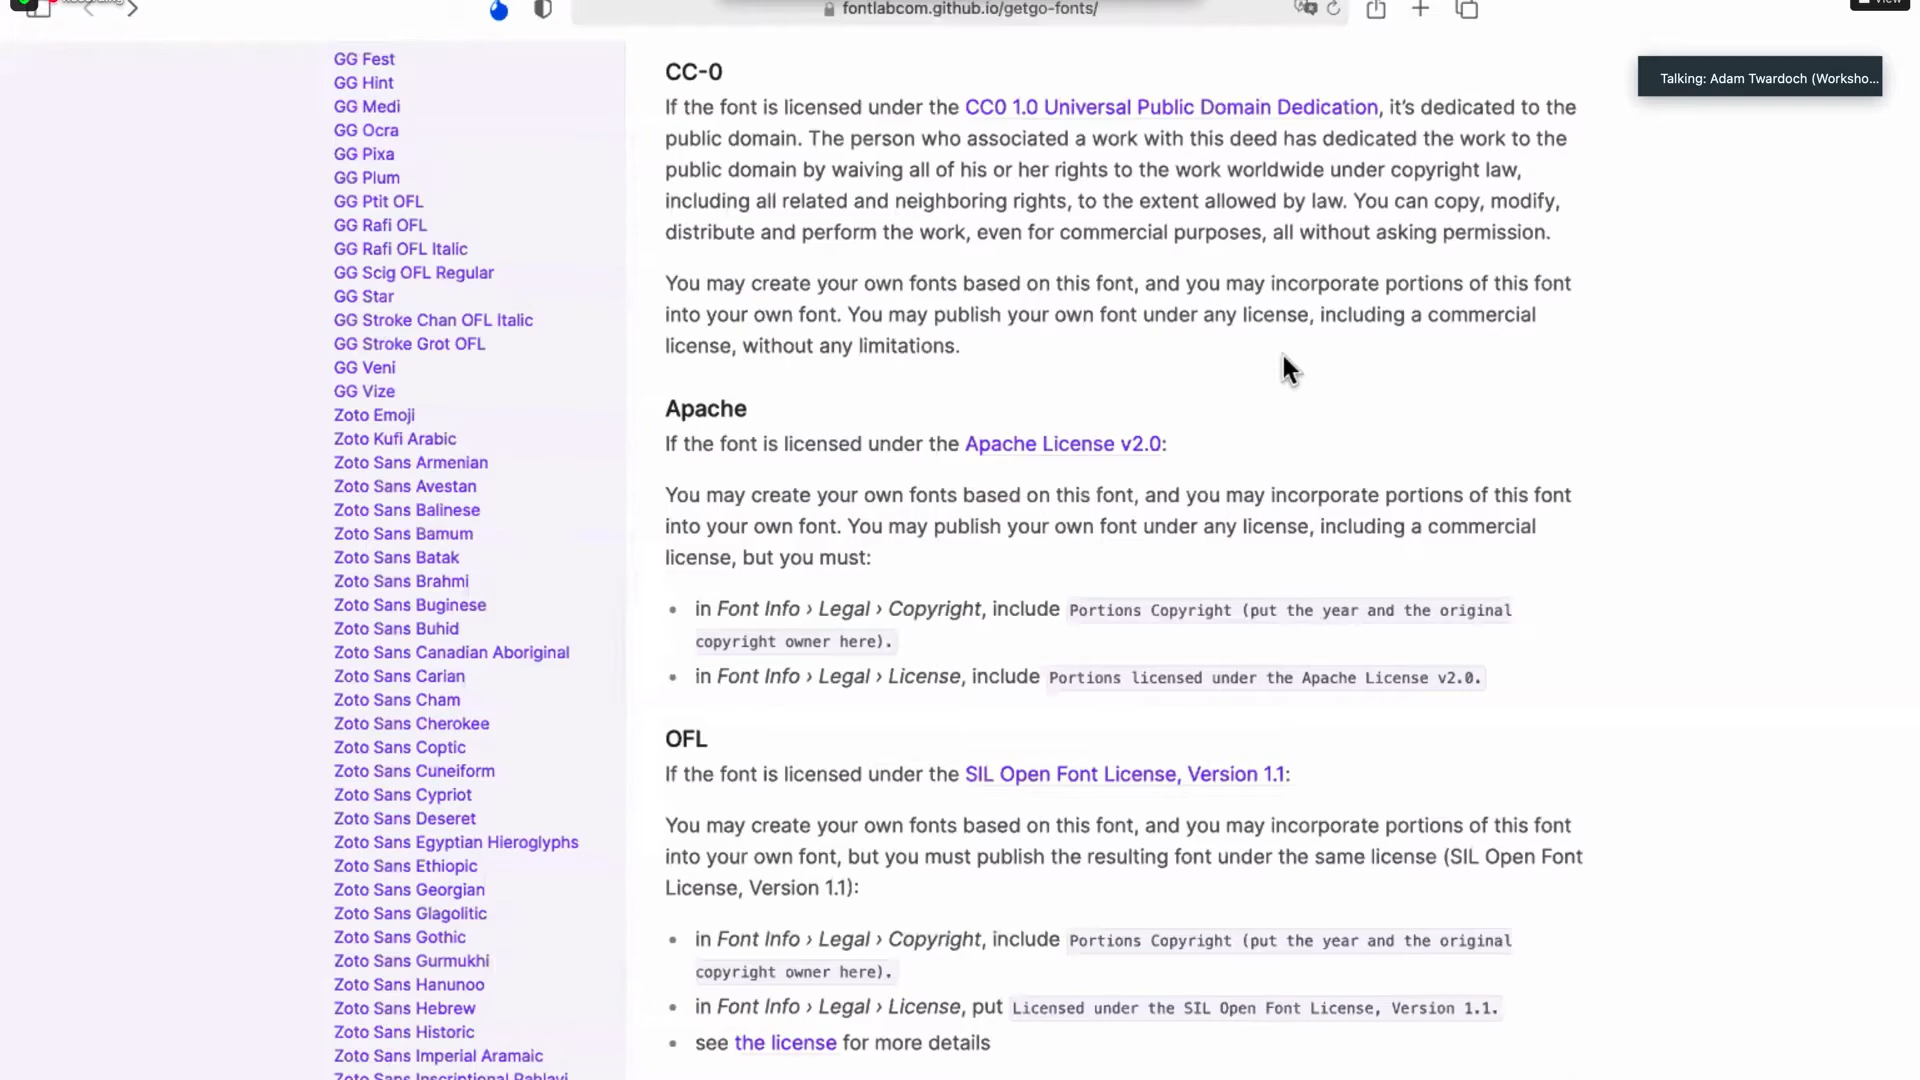 fontlabcom.github.io/getgo-fonts/
View
Talking: Adam Twardoch (Worksho...
GG Fest
GG Hint
GG Medi
GG Ocra
GG Pixa
GG Plum
GG Ptit OFL
GG Rafi OFL
GG Rafi OFL Italic
GG Scig OFL Regular
GG Star
GG Stroke Chan OFL Italic
GG Stroke Grot OFL
GG Veni
GG Vize
Zoto Emoji
Zoto Kufi Arabic
Zoto Sans Armenian
Zoto Sans Avestan
Zoto Sans Balinese
Zoto Sans Bamum
Zoto Sans Batak
Zoto Sans Brahmi
Zoto Sans Buginese
Zoto Sans Buhid
Zoto Sans Canadian Aboriginal
Zoto Sans Carian
Zoto Sans Cham
Zoto Sans Cherokee
Zoto Sans Coptic
Zoto Sans Cuneiform
Zoto Sans Cypriot
Zoto Sans Deseret
Zoto Sans Egyptian Hieroglyphs
Zoto Sans Ethiopic
Zoto Sans Georgian
Zoto Sans Glagolitic
Zoto Sans Gothic
Zoto Sans Gurmukhi
Zoto Sans Hanunoo
Zoto Sans Hebrew
Zoto Sans Historic
Zoto Sans Imperial Aramaic
Zoto Sans Inscriptional Pahlavi
CC-0
If the font is licensed under the CC0 1.0 Universal Public Domain Dedication, it’s dedicated to the
public domain. The person who associated a work with this deed has dedicated the work to the
public domain by waiving all of his or her rights to the work worldwide under copyright law,
including all related and neighboring rights, to the extent allowed by law. You can copy, modify,
distribute and perform the work, even for commercial purposes, all without asking permission.
You may create your own fonts based on this font, and you may incorporate portions of this font
into your own font. You may publish your own font under any license, including a commercial
license, without any limitations.
Apache
If the font is licensed under the Apache License v2.0:
You may create your own fonts based on this font, and you may incorporate portions of this font
into your own font. You may publish your own font under any license, including a commercial
license, but you must:
• in Font Info › Legal › Copyright, include Portions Copyright (put the year and the original
copyright owner here).
• in Font Info › Legal › License, include Portions licensed under the Apache License v2.0.
OFL
If the font is licensed under the SIL Open Font License, Version 1.1:
You may create your own fonts based on this font, and you may incorporate portions of this font
into your own font, but you must publish the resulting font under the same license (SIL Open Font
License, Version 1.1):
• in Font Info › Legal › Copyright, include Portions Copyright (put the year and the original
copyright owner here).
• in Font Info › Legal › License, put Licensed under the SIL Open Font License, Version 1.1.
• see the license for more details